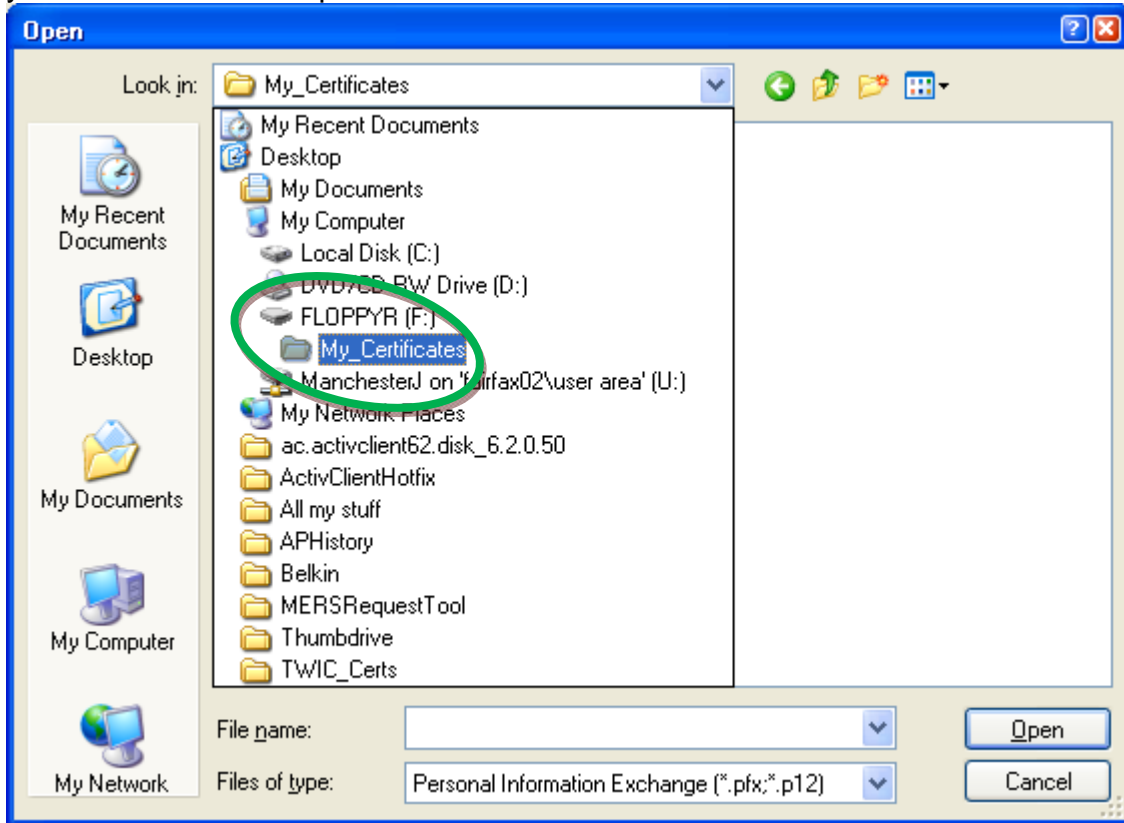 Open
Look in:
My_Certificates
My Recent Documents
Desktop
My Documents
My Computer
Local Disk (C:)
DVD/CD-RW Drive (D:)
FLOPPYR (F:)
My_Certificates
ManchesterJ on 'fairfax02\user area' (U:)
My Network Places
ac.activclient62.disk_6.2.0.50
ActivClientHotfix
All my stuff
APHistory
Belkin
MERSRequestTool
Thumbdrive
TWIC_Certs
My Recent
Documents
Desktop
My Documents
My Computer
My Network
File name:
Open
Files of type:
Personal Information Exchange (*.pfx;*.p12)
Cancel